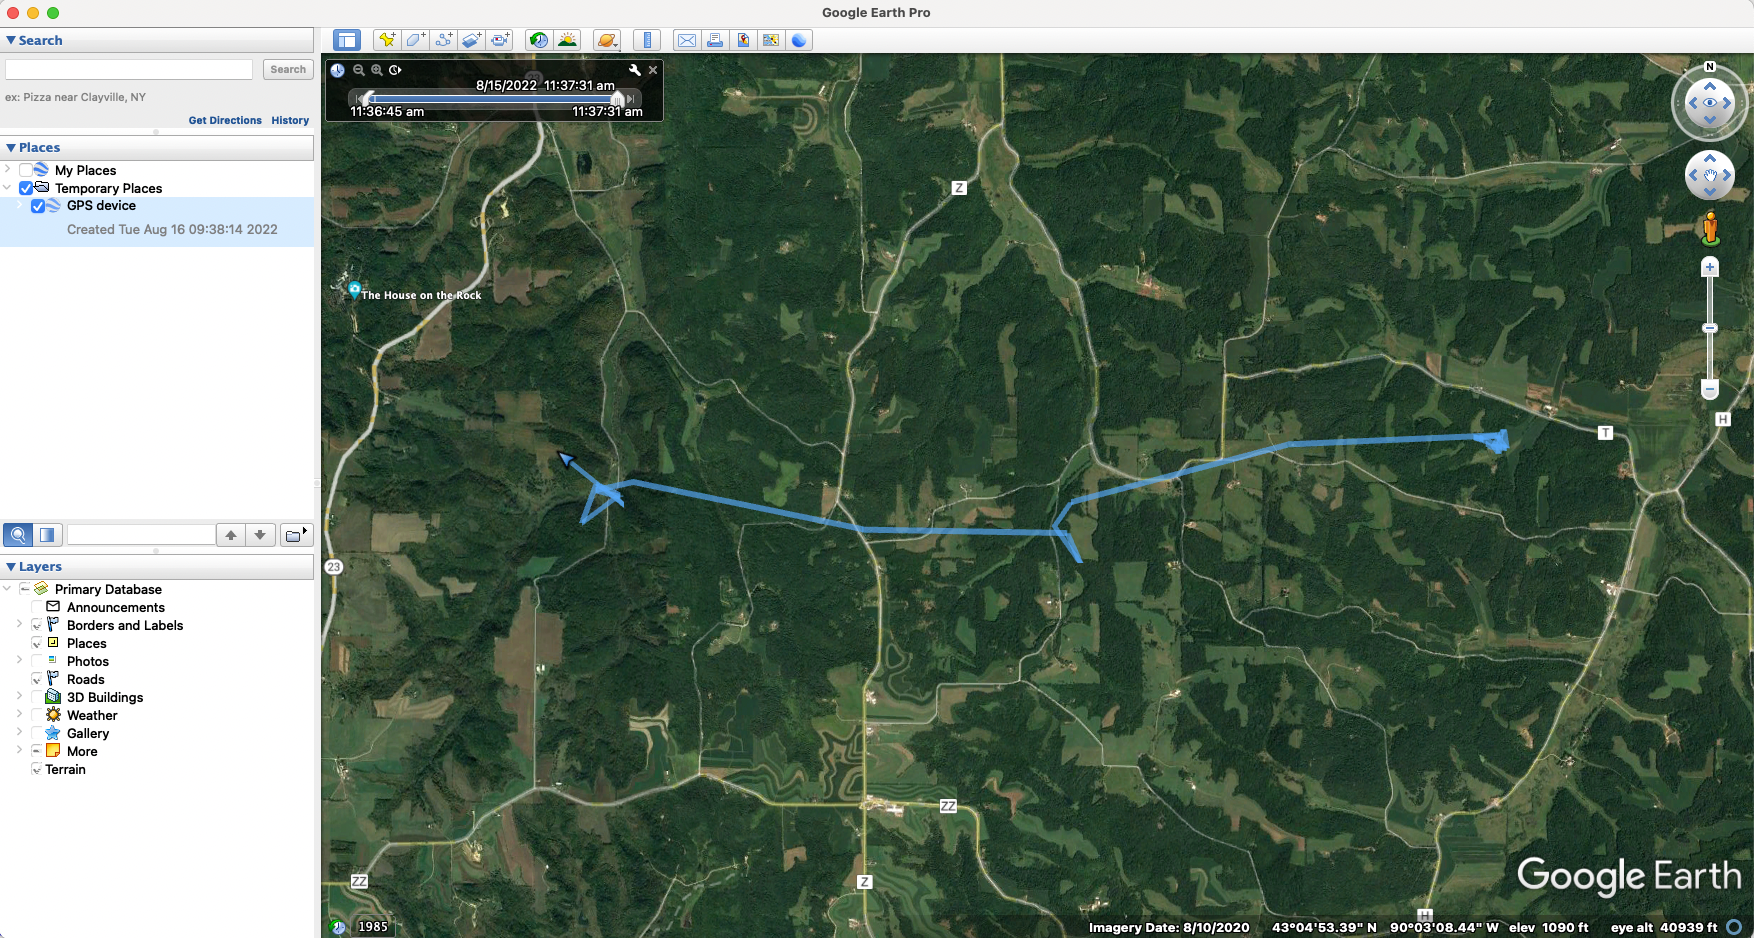 Google Earth Pro
Search
Search
ex: Pizza near Clayville, NY
Get Directions History
Places
My Places
Temporary Places
GPS device
Created Tue Aug 16 09:38:14 2022
Layers
Primary Database
Announcements
Borders and Labels
Places
Photos
Roads
3D Buildings
Weather
Gallery
More
Terrain
8/15/2022 11:37:31 am
11:36:45 am 11:37:31 am
N
Z
The House on the Rock
H
T
23
ZZ
ZZ
Z
H
Google Earth
1985
Imagery Date: 8/10/2020 43°04'53.39" N 90°03'08.44" W elev 1090 ft eye alt 40939 ft